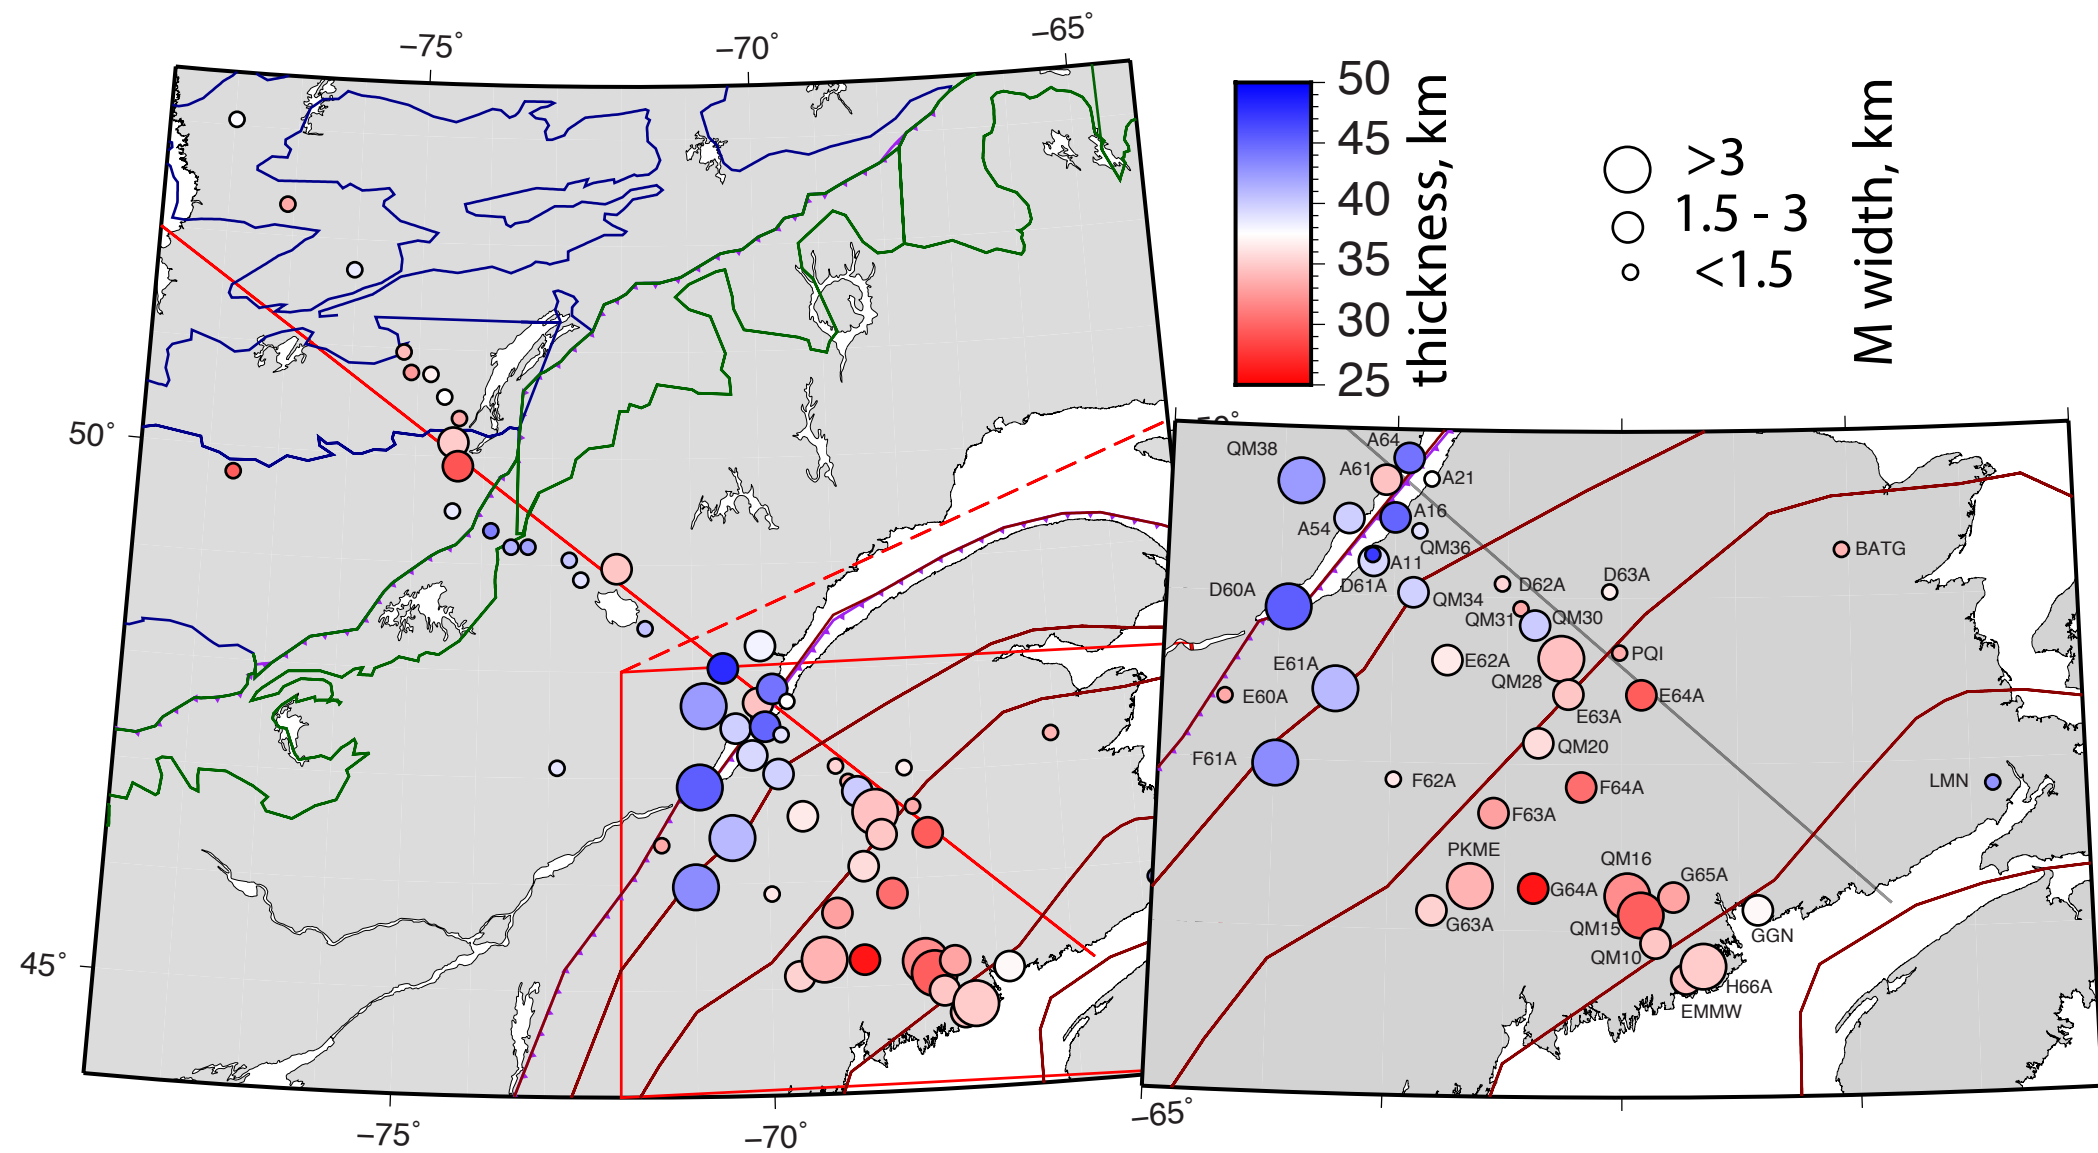 −75°
−70°
−65°
50°
45°
−75°
−70°
−65°
50
45
40
35
30
25
thickness, km
>3
1.5 - 3
<1.5
M width, km
QM38
A64
A61
A21
A54
A16
QM36
A11
D61A
D60A
QM34
D62A
D63A
BATG
QM31
QM30
E61A
E62A
PQI
QM28
E60A
E64A
E63A
QM20
F61A
F62A
F64A
LMN
F63A
PKME
QM16
G65A
G64A
G63A
QM15
GGN
QM10
H66A
EMMW